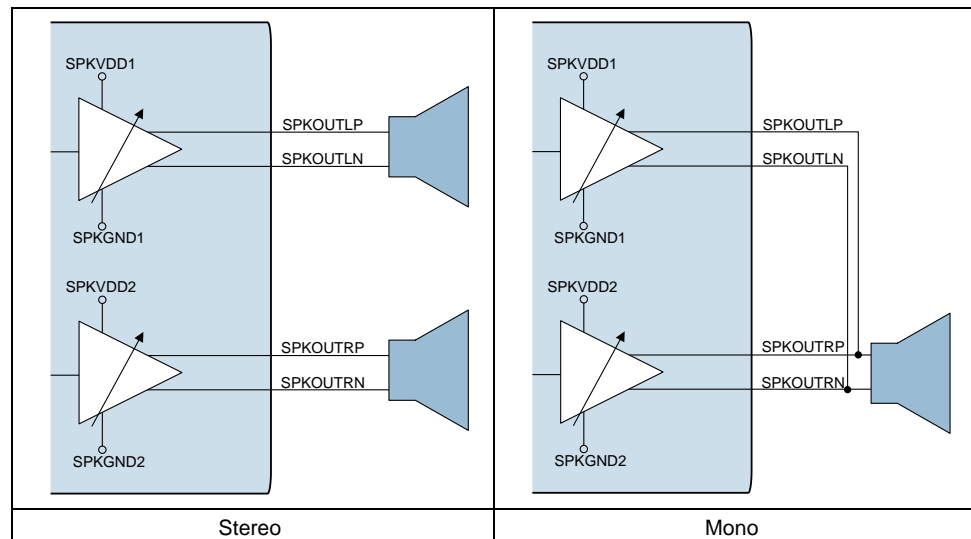 SPKVDD1
SPKOUTLP
SPKOUTLN
SPKGND1
SPKVDD2
SPKOUTRP
SPKOUTRN
SPKGND2
Stereo
SPKVDD1
SPKOUTLP
SPKOUTLN
SPKGND1
SPKVDD2
SPKOUTRP
SPKOUTRN
SPKGND2
Mono